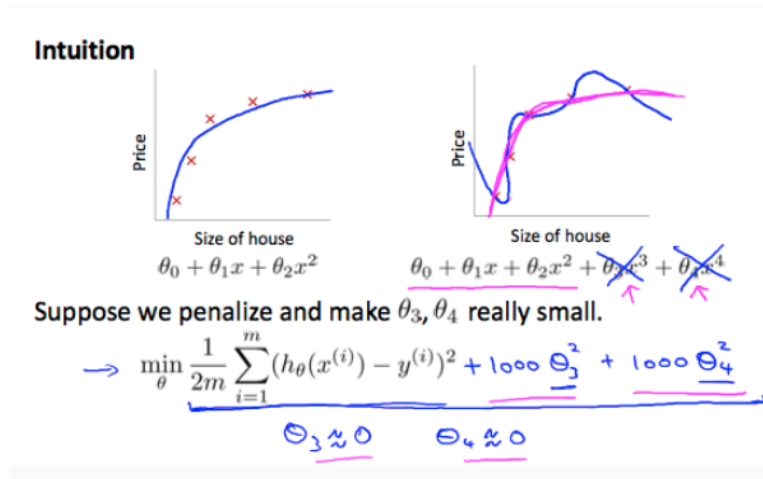 Intuition
Price
Price
Size of house
Size of house
θ₀ + θ₁x + θ₂x²
θ₀ + θ₁x + θ₂x² + θ₃x³ + θ₄x⁴
Suppose we penalize and make θ₃, θ₄ really small.
→ min_θ 1/2m ∑_{i=1}^{m} (h_θ(x^{(i)}) − y^{(i)})² + 1000 θ₃² + 1000 θ₄²
θ₃ ≈ 0 θ₄ ≈ 0